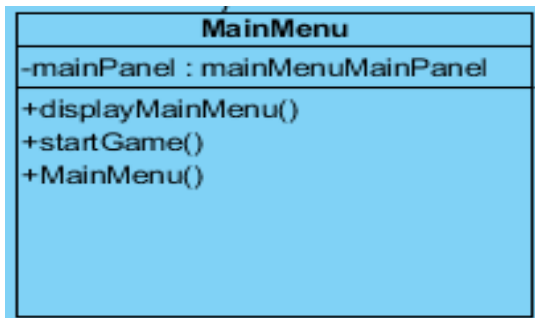 MainMenu
-mainPanel : mainMenuMainPanel
+displayMainMenu()
+startGame()
+MainMenu()